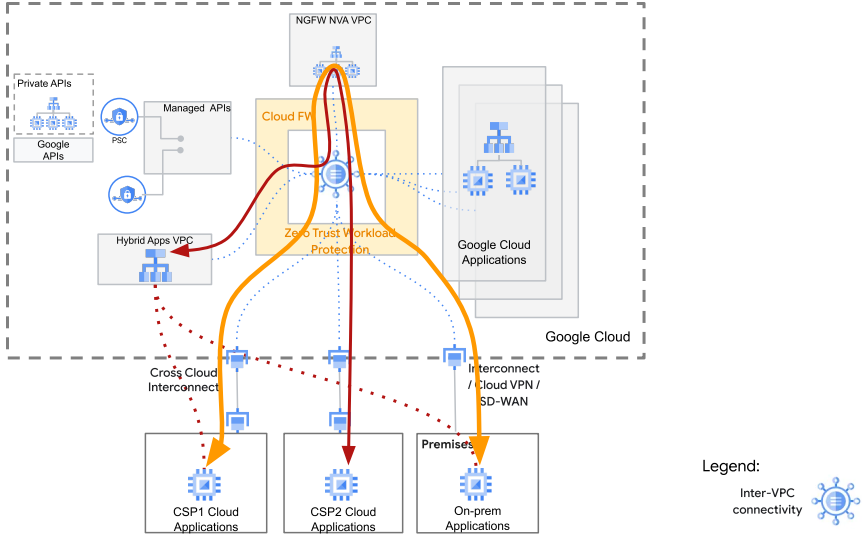 NGFW NVA VPC
Private APIs
Google
APIs
PSC
Managed APIs
Cloud FW
Zero Trust Workload
Protection
Hybrid Apps VPC
Google Cloud
Applications
Google Cloud
Cross Cloud
Interconnect
Interconnect
/ Cloud VPN /
SD-WAN
Premises
CSP1 Cloud
Applications
CSP2 Cloud
Applications
On-prem
Applications
Legend:
Inter-VPC
connectivity